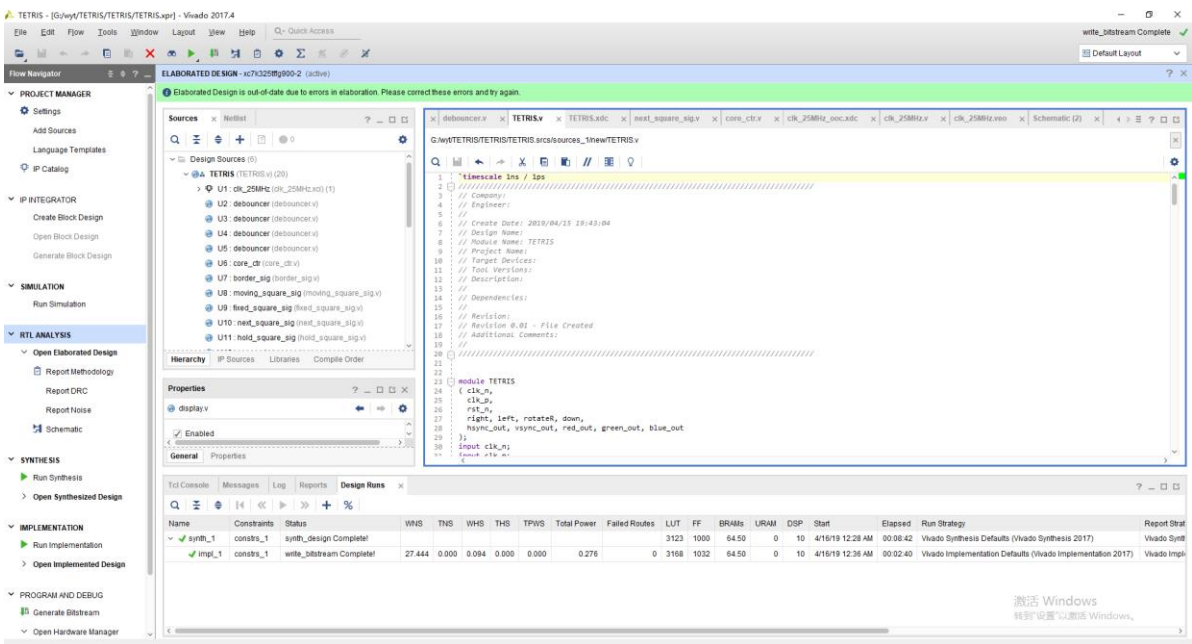 TETRIS - [G:/wyt/TETRIS/TETRIS/TETRIS.xpr] - Vivado 2017.4
File Edit Flow Tools Window Layout View Help Q- Quick Access
write_bitstream Complete
Default Layout
Flow Navigator
ELABORATED DESIGN - xc7k325tffg900-2 (active)
Elaborated Design is out-of-date due to errors in elaboration. Please correct these errors and try again.
PROJECT MANAGER
Settings
Add Sources
Language Templates
IP Catalog
IP INTEGRATOR
Create Block Design
Open Block Design
Generate Block Design
SIMULATION
Run Simulation
RTL ANALYSIS
Open Elaborated Design
Report Methodology
Report DRC
Report Noise
Schematic
SYNTHESIS
Run Synthesis
Open Synthesized Design
IMPLEMENTATION
Run Implementation
Open Implemented Design
PROGRAM AND DEBUG
Generate Bitstream
Open Hardware Manager
Sources Netlist
0
Design Sources (6)
TETRIS (TETRIS.v) (20)
U1 : clk_25MHz (clk_25MHz.xci) (1)
U2 : debouncer (debouncer.v)
U3 : debouncer (debouncer.v)
U4 : debouncer (debouncer.v)
U5 : debouncer (debouncer.v)
U6 : core_ctr (core_ctr.v)
U7 : border_sig (border_sig.v)
U8 : moving_square_sig (moving_square_sig.v)
U9 : fixed_square_sig (fixed_square_sig.v)
U10 : next_square_sig (next_square_sig.v)
U11 : hold_square_sig (hold_square_sig.v)
Hierarchy IP Sources Libraries Compile Order
Properties
display.v
Enabled
General Properties
debouncer.v TETRIS.v TETRIS.xdc next_square_sig.v core_ctr.v clk_25MHz_ooc.xdc clk_25MHz.v clk_25MHz.veo Schematic (2)
G:/wyt/TETRIS/TETRIS/TETRIS.srcs/sources_1/new/TETRIS.v
1 `timescale 1ns / 1ps
2 //////////////////////////////////////////////////////////////////////////////////
3 // Company:
4 // Engineer:
5 //
6 // Create Date: 2019/04/15 19:43:04
7 // Design Name:
8 // Module Name: TETRIS
9 // Project Name:
10 // Target Devices:
11 // Tool Versions:
12 // Description:
13 //
14 // Dependencies:
15 //
16 // Revision:
17 // Revision 0.01 - File Created
18 // Additional Comments:
19 //
20 //////////////////////////////////////////////////////////////////////////////////
21
22
23 module TETRIS
24 ( clk_n,
25 clk_p,
26 rst_n,
27 right, left, rotateR, down,
28 hsync_out, vsync_out, red_out, green_out, blue_out
29 );
30 input clk_n;
31 input clk_p;
Tcl Console Messages Log Reports Design Runs
Name Constraints Status WNS TNS WHS THS TPWS Total Power Failed Routes LUT FF BRAMs URAM DSP Start Elapsed Run Strategy Report Strat
synth_1 constrs_1 synth_design Complete! 3123 1000 64.50 0 10 4/16/19 12:28 AM 00:08:42 Vivado Synthesis Defaults (Vivado Synthesis 2017) Vivado Synth
impl_1 constrs_1 write_bitstream Complete! 27.444 0.000 0.094 0.000 0.000 0.276 0 3168 1032 64.50 0 10 4/16/19 12:36 AM 00:02:40 Vivado Implementation Defaults (Vivado Implementation 2017) Vivado Impl
激活 Windows
转到"设置"以激活 Windows。